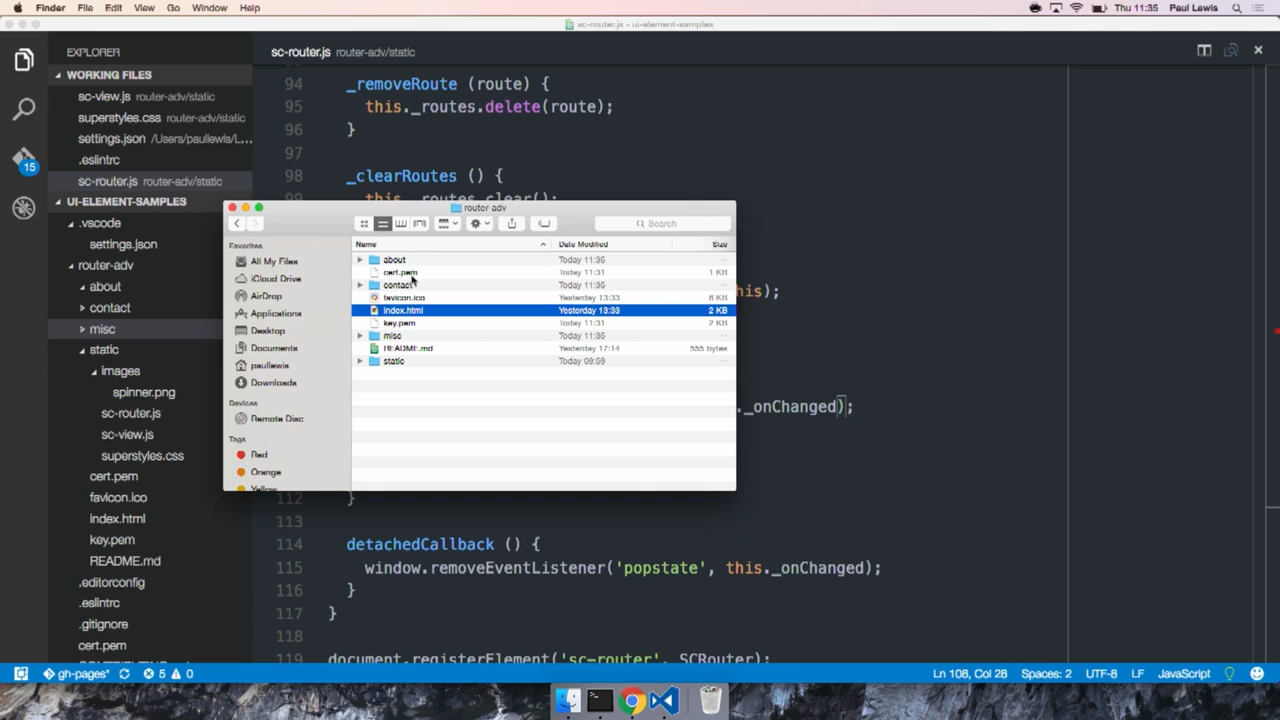 Finder File Edit View Go Window Help Thu 11:35 Paul Lewis
sc-router.js - ui-element-samples
EXPLORER
sc-router.js router-adv/static
WORKING FILES
sc-view.js router-adv/static
superstyles.css router-adv/static
settings.json /Users/paullewis/L...
.eslintrc
sc-router.js router-adv/static
UI-ELEMENT-SAMPLES
.vscode
settings.json
router-adv
about
contact
misc
static
images
spinner.png
sc-router.js
sc-view.js
superstyles.css
cert.pem
favicon.ico
index.html
key.pem
README.md
.editorconfig
.eslintrc
.gitignore
cert.pem
15
94 _removeRoute (route) {
95 this._routes.delete(route);
96 }
97
98 _clearRoutes () {
99 this._routes.clear();
his);
._onChanged);
112 }
113
114 detachedCallback () {
115 window.removeEventListener('popstate', this._onChanged);
116 }
117 }
118
119 document.registerElement('sc-router', SCRouter);
router adv
Search
Favorites
All My Files
iCloud Drive
AirDrop
Applications
Desktop
Documents
paullewis
Downloads
Devices
Remote Disc
Tags
Red
Orange
Yellow
Name Date Modified Size
about Today 11:35 --
cert.pem Today 11:31 1 KB
contact Today 11:35 --
favicon.ico Yesterday 13:33 8 KB
index.html Yesterday 13:33 2 KB
key.pem Today 11:31 2 KB
misc Today 11:35 --
README.md Yesterday 17:14 555 bytes
static Today 09:59 --
gh-pages* 5 0 Ln 108, Col 28 Spaces: 2 UTF-8 LF JavaScript